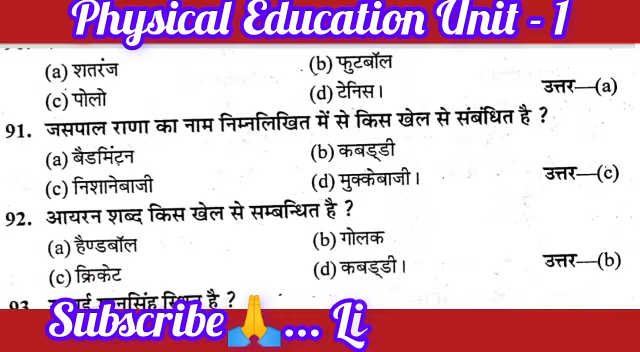 Physical Education Unit - 1
(a) शतरंज (b) फुटबॉल
(c) पोलो (d) टेनिस। उत्तर—(a)
91. जसपाल राणा का नाम निम्नलिखित में से किस खेल से संबंधित है ?
(a) बैडमिंट्न (b) कबड्डी
(c) निशानेबाजी (d) मुक्केबाजी। उत्तर—(c)
92. आयरन शब्द किस खेल से सम्बन्धित है ?
(a) हैण्डबॉल (b) गोलक
(c) क्रिकेट (d) कबड्डी। उत्तर—(b)
93. है ?
Subscribe🙏... Li